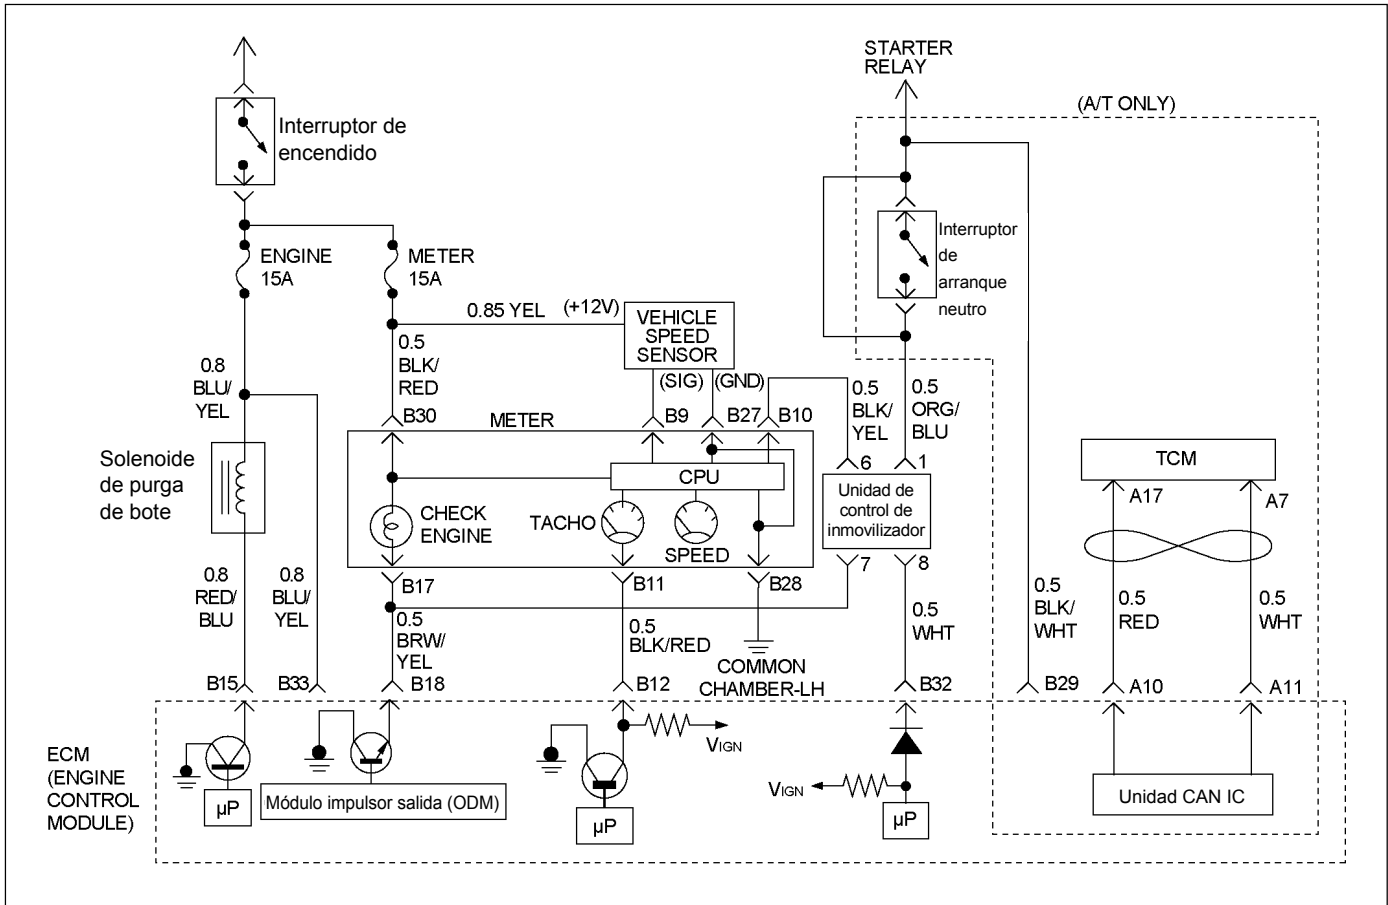 STARTER
RELAY
(A/T ONLY)
Interruptor de
encendido
ENGINE
15A
METER
15A
Interruptor
de
arranque
neutro
0.85 YEL
(+12V)
VEHICLE
SPEED
SENSOR
0.8
BLU/
YEL
0.5
BLK/
RED
(SIG)
(GND)
0.5
BLK/
YEL
0.5
ORG/
BLU
B30
METER
B9
B27
B10
Solenoide
de purga
de bote
CPU
6
1
TCM
CHECK
ENGINE
TACHO
SPEED
Unidad de
control de
inmovilizador
A17
A7
B17
B11
B28
7
8
0.8
RED/
BLU
0.8
BLU/
YEL
0.5
BRW/
YEL
0.5
BLK/RED
0.5
WHT
0.5
BLK/
WHT
0.5
RED
0.5
WHT
COMMON
CHAMBER-LH
B15
B33
B18
B12
B32
B29
A10
A11
ECM
(ENGINE
CONTROL
MODULE)
VIGN
VIGN
µP
Módulo impulsor salida (ODM)
µP
µP
Unidad CAN IC